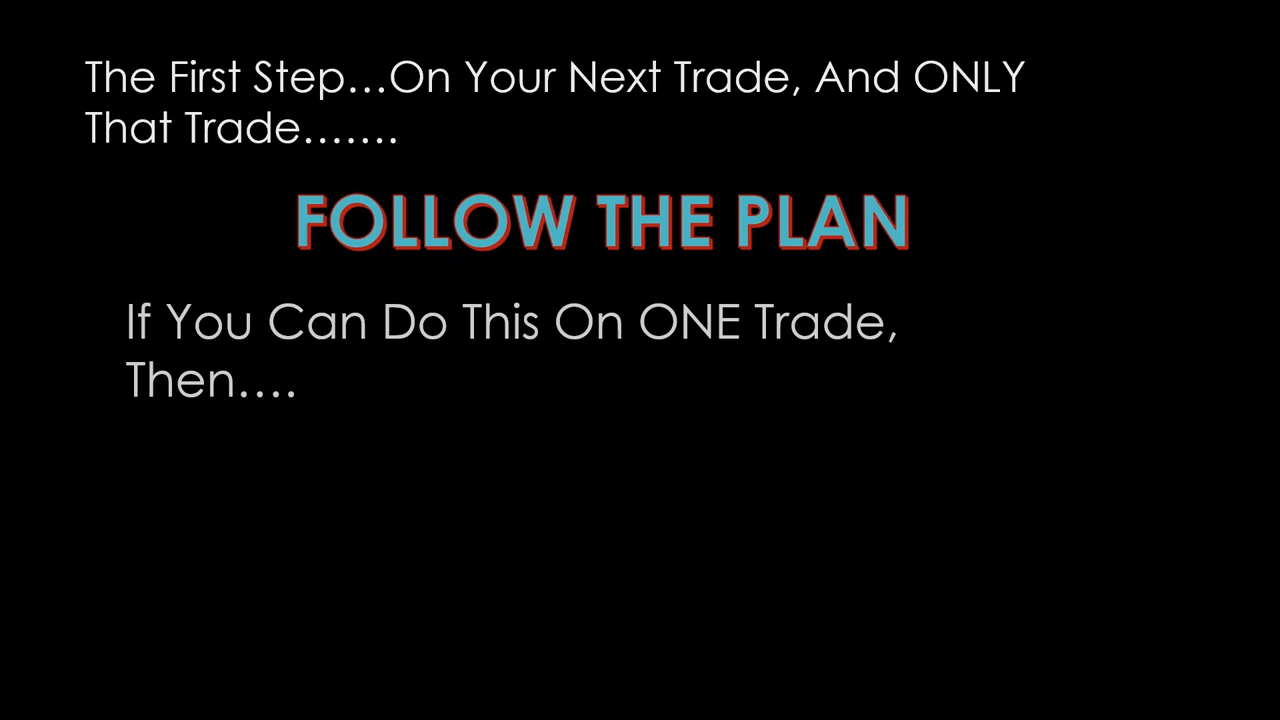 The First Step...On Your Next Trade, And ONLY
That Trade.......
FOLLOW THE PLAN
If You Can Do This On ONE Trade,
Then....